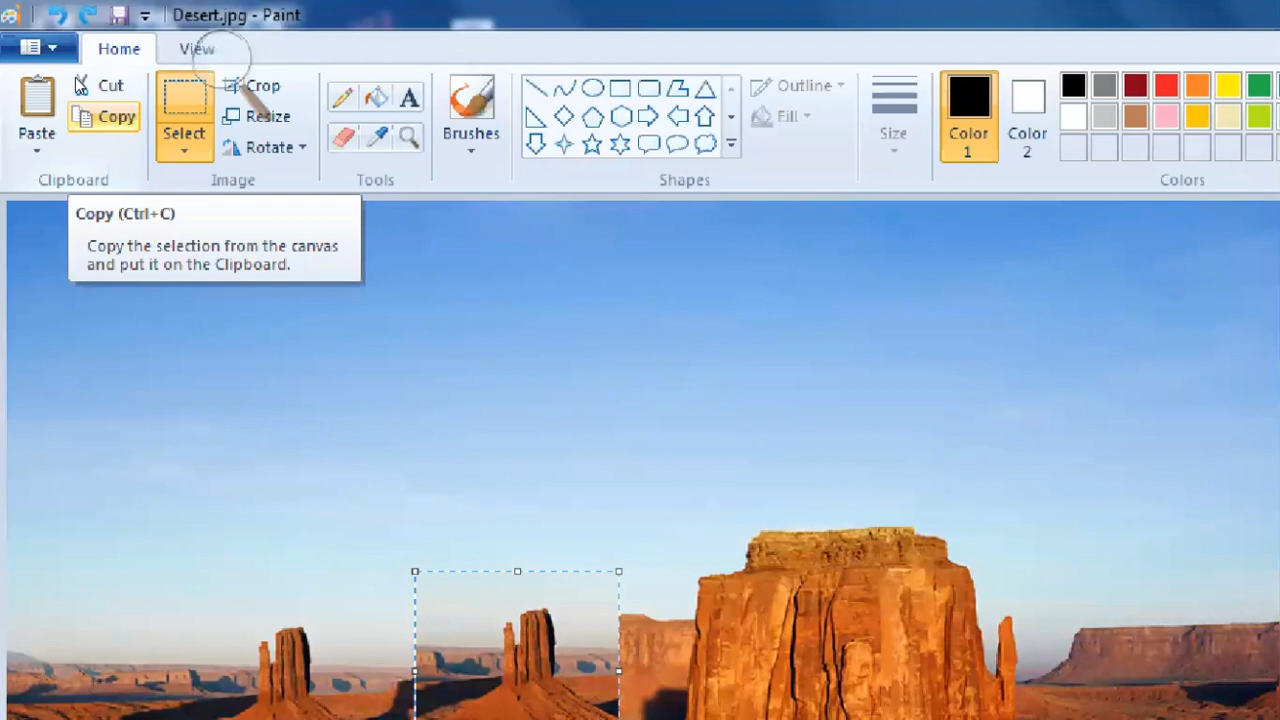 Desert.jpg - Paint
Home View
Cut
Copy
Paste
Clipboard
Select
Crop
Resize
Rotate
Image
A
Tools
Brushes
Shapes
Outline
Fill
Size
Color
1
Color
2
Colors
Copy (Ctrl+C)
Copy the selection from the canvas
and put it on the Clipboard.